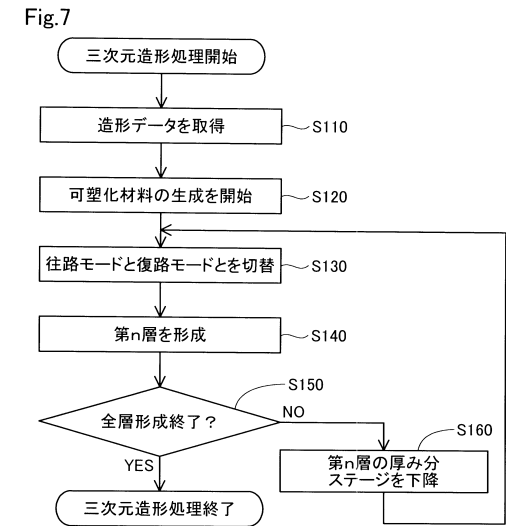 Fig.7
三次元造形処理開始
造形データを取得
S110
可塑化材料の生成を開始
S120
往路モードと復路モードとを切替
S130
第n層を形成
S140
全層形成終了？
S150
NO
YES
第n層の厚み分
ステージを下降
S160
三次元造形処理終了